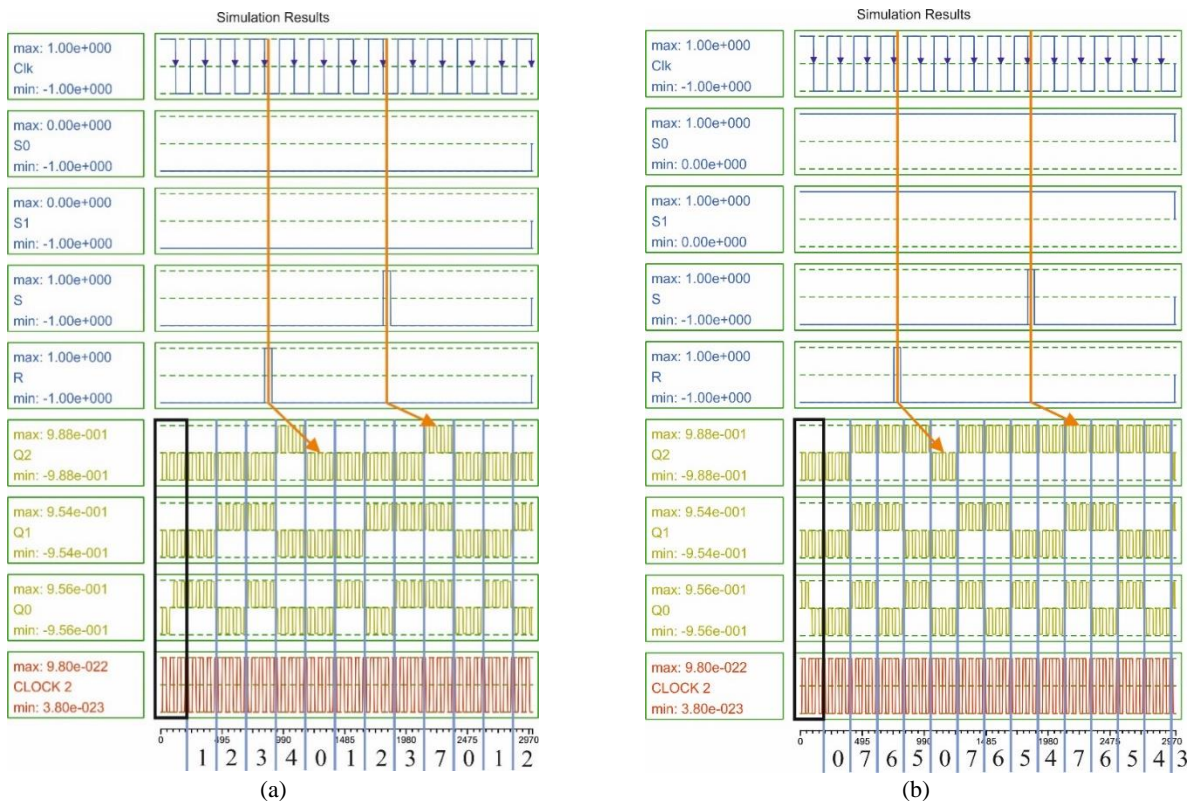 Simulation Results
max: 1.00e+000
Clk
min: -1.00e+000
max: 0.00e+000
S0
min: -1.00e+000
max: 0.00e+000
S1
min: -1.00e+000
max: 1.00e+000
S
min: -1.00e+000
max: 1.00e+000
R
min: -1.00e+000
max: 9.88e-001
Q2
min: -9.88e-001
max: 9.54e-001
Q1
min: -9.54e-001
max: 9.56e-001
Q0
min: -9.56e-001
max: 9.80e-022
CLOCK 2
min: 3.80e-023
0 495 990 1485 1980 2475 2970
1 2 3 4 0 1 2 3 7 0 1 2
(a)
Simulation Results
max: 1.00e+000
Clk
min: -1.00e+000
max: 1.00e+000
S0
min: 0.00e+000
max: 1.00e+000
S1
min: 0.00e+000
max: 1.00e+000
S
min: -1.00e+000
max: 1.00e+000
R
min: -1.00e+000
max: 9.88e-001
Q2
min: -9.88e-001
max: 9.54e-001
Q1
min: -9.54e-001
max: 9.56e-001
Q0
min: -9.56e-001
max: 9.80e-022
CLOCK 2
min: 3.80e-023
0 495 990 1485 1980 2475 2970
0 7 6 5 0 7 6 5 4 7 6 5 4 3
(b)